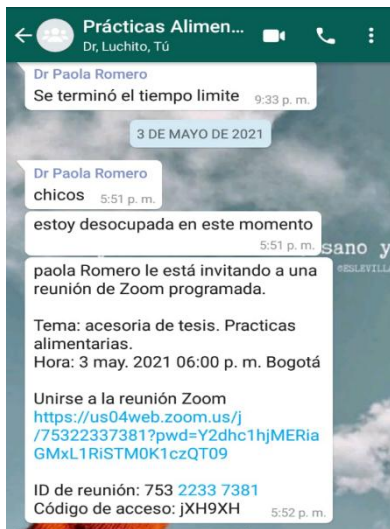 Prácticas Alimen...
Dr, Luchito, Tú
Dr Paola Romero
Se terminó el tiempo limite 9:33 p. m.
3 DE MAYO DE 2021
Dr Paola Romero
chicos 5:51 p. m.
estoy desocupada en este momento
5:51 p. m.
sano y
paola Romero le está invitando a una
reunión de Zoom programada.
Tema: acesoria de tesis. Practicas
alimentarias.
Hora: 3 may. 2021 06:00 p. m. Bogotá
Unirse a la reunión Zoom
https://us04web.zoom.us/j
/75322337381?pwd=Y2dhc1hjMERia
GMxL1RiSTM0K1czQT09
ID de reunión: 753 2233 7381
Código de acceso: jXH9XH 5:52 p. m.